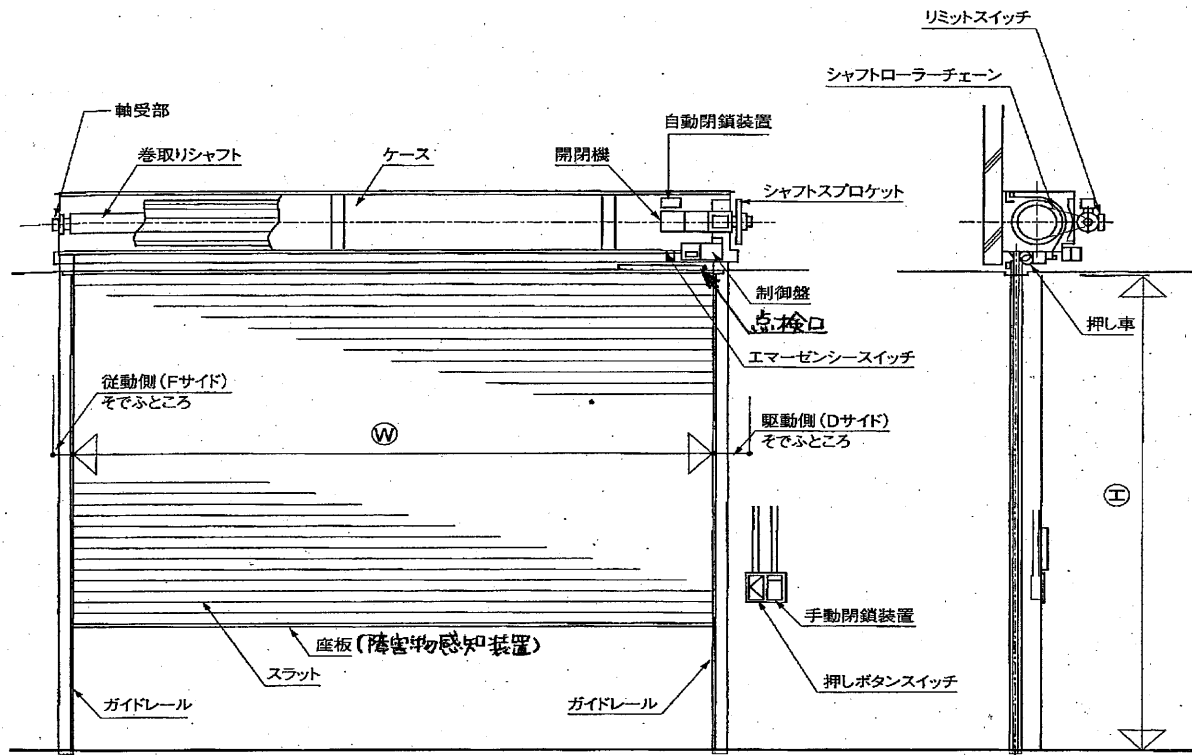 リミットスイッチ
シャフトローラーチェーン
軸受部
自動閉鎖装置
巻取りシャフト
ケース
開閉機
シャフトスプロケット
制御盤
点検口
押し車
エマーゼンシースイッチ
従動側(Fサイド)
そでふところ
駆動側(Dサイド)
そでふところ
W
H
手動閉鎖装置
座板(障害物感知装置)
スラット
押しボタンスイッチ
ガイドレール
ガイドレール